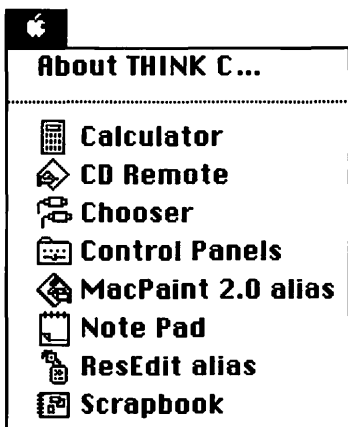 About THINK C...
Calculator
CD Remote
Chooser
Control Panels
MacPaint 2.0 alias
Note Pad
ResEdit alias
Scrapbook